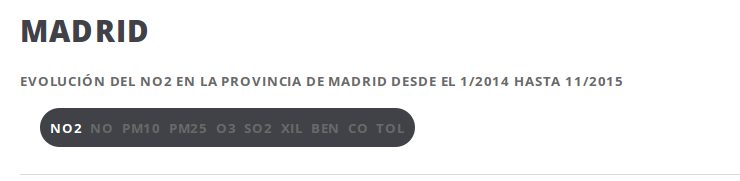 MADRID
EVOLUCIÓN DEL NO2 EN LA PROVINCIA DE MADRID DESDE EL 1/2014 HASTA 11/2015
NO2 NO PM10 PM25 O3 SO2 XIL BEN CO TOL